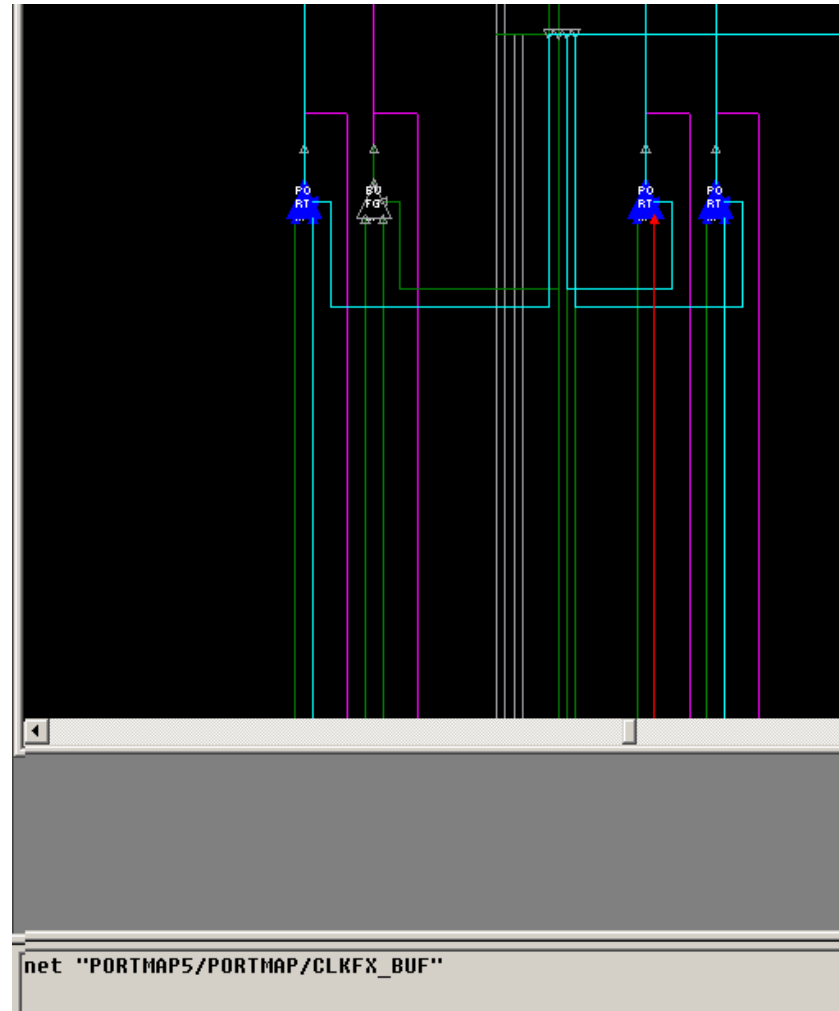 PO BU PO PO
RT FG RT RT
... ... ... ...
net "PORTMAP5/PORTMAP/CLKFX_BUF"